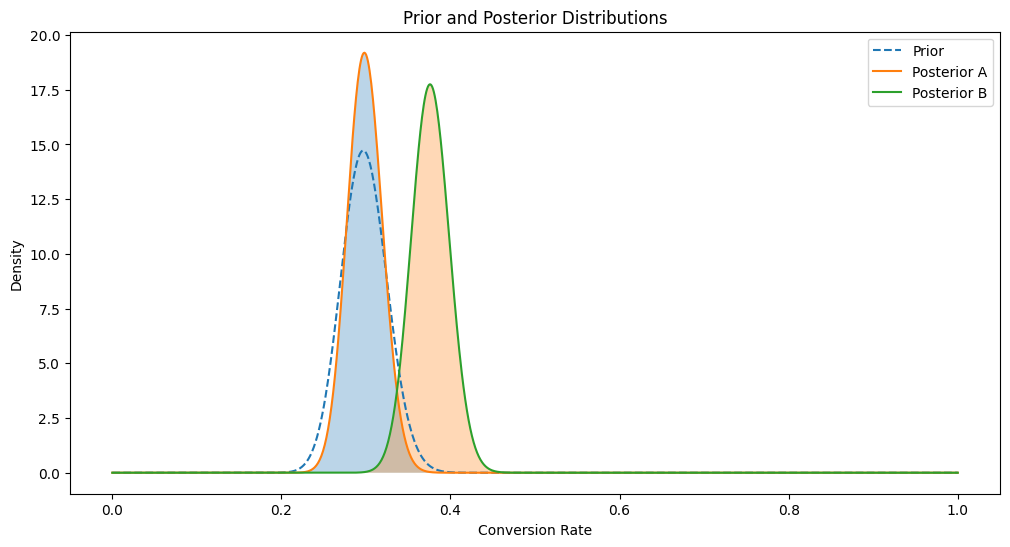 Prior and Posterior Distributions
Prior
Posterior A
Posterior B
Density
20.0
17.5
15.0
12.5
10.0
7.5
5.0
2.5
0.0
0.0 0.2 0.4 0.6 0.8 1.0
Conversion Rate